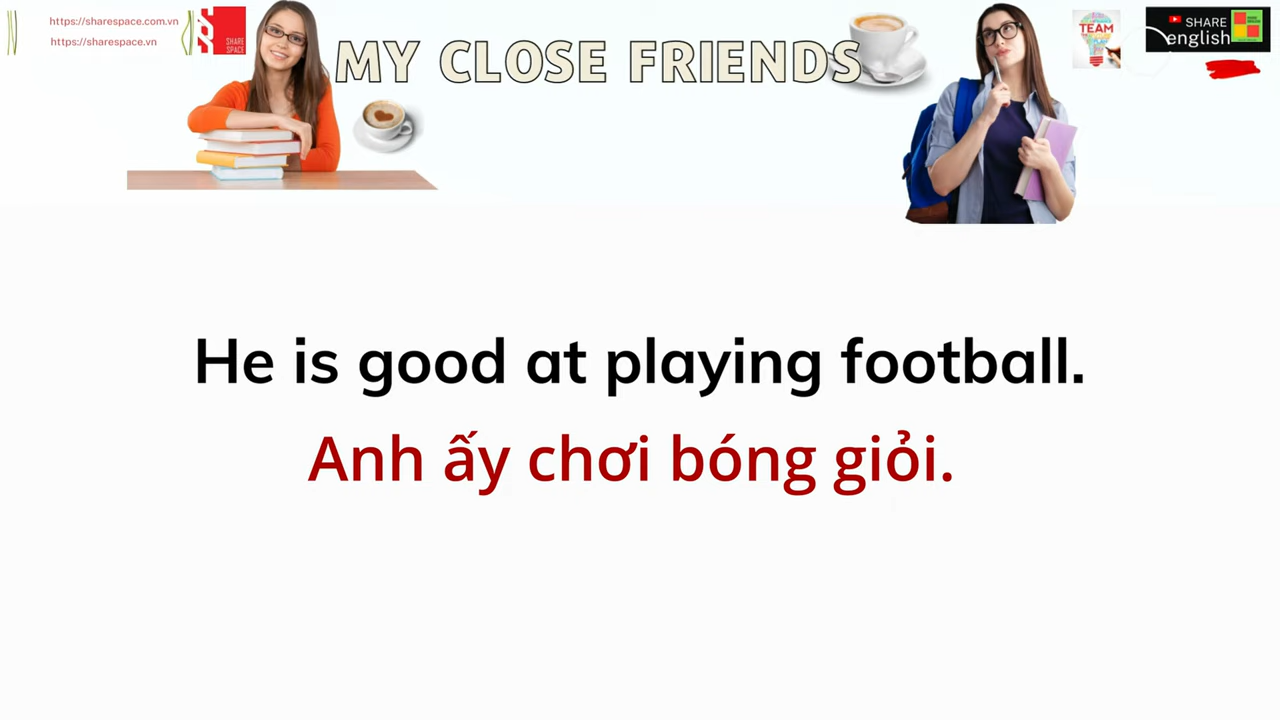 https://sharespace.com.vn
https://sharespace.vn
SHARE
SPACE
MY CLOSE FRIENDS
TEAM
SHARE
english
He is good at playing football.
Anh ấy chơi bóng giỏi.